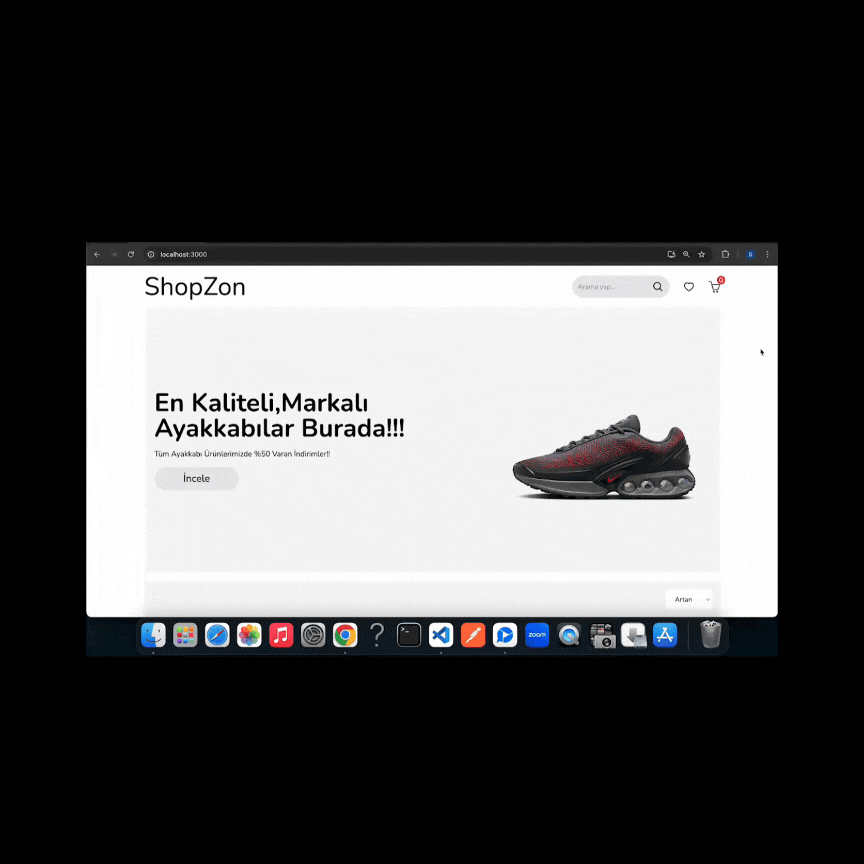 localhost:3000
G
ShopZon
Arama yap...
0
En Kaliteli,Markalı
Ayakkabılar Burada!!!
Tüm Ayakkabı Ürünlerimizde %50 Varan İndirimler!!
İncele
Artan
zoom